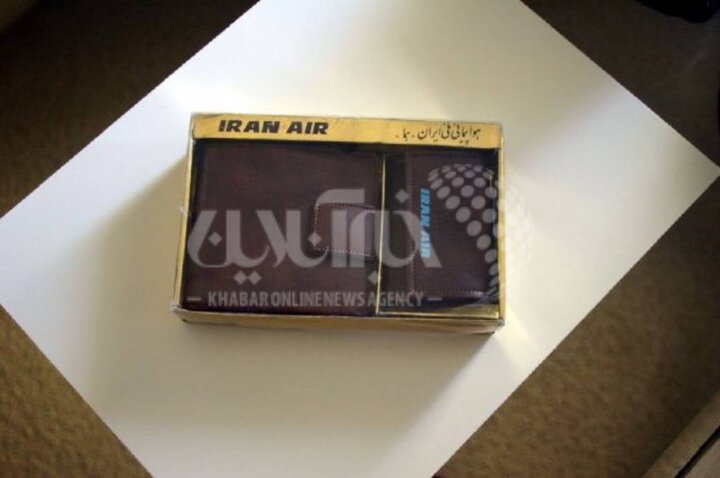 IRAN AIR
هواپیمائی ملی ایران "هما"
IRAN AIR
خبرآنلاین
KHABAR ONLINE NEWS AGENCY